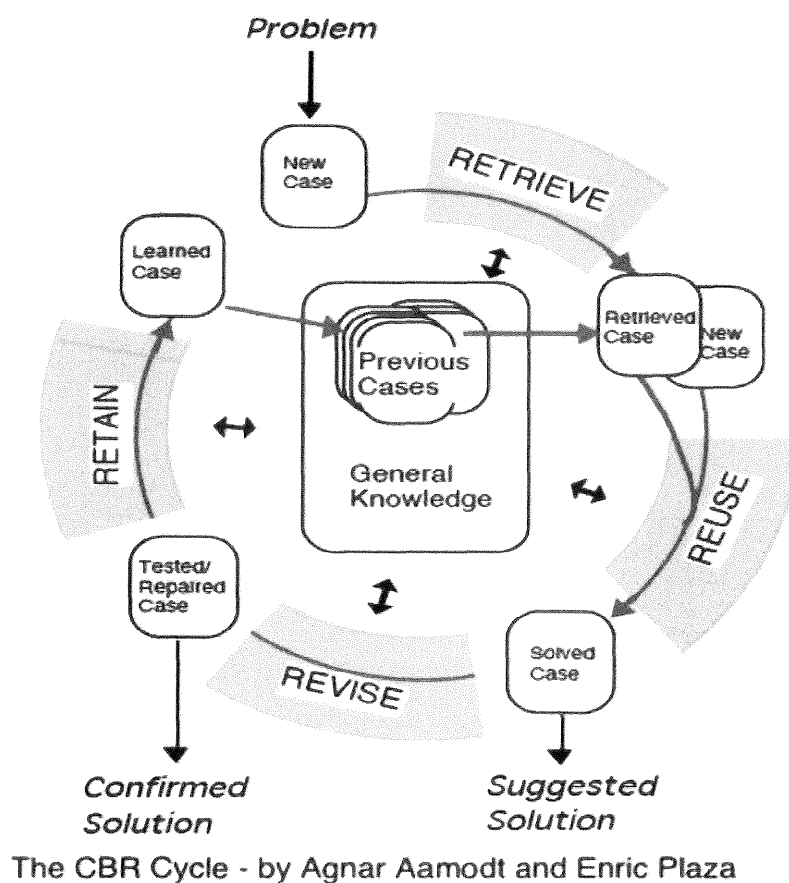 Problem
New
Case
RETRIEVE
Learned
Case
Retrieved
Case
New
Case
Previous
Cases
General
Knowledge
RETAIN
REUSE
Tested/
Repaired
Case
REVISE
Solved
Case
Confirmed
Solution
Suggested
Solution
The CBR Cycle - by Agnar Aamodt and Enric Plaza